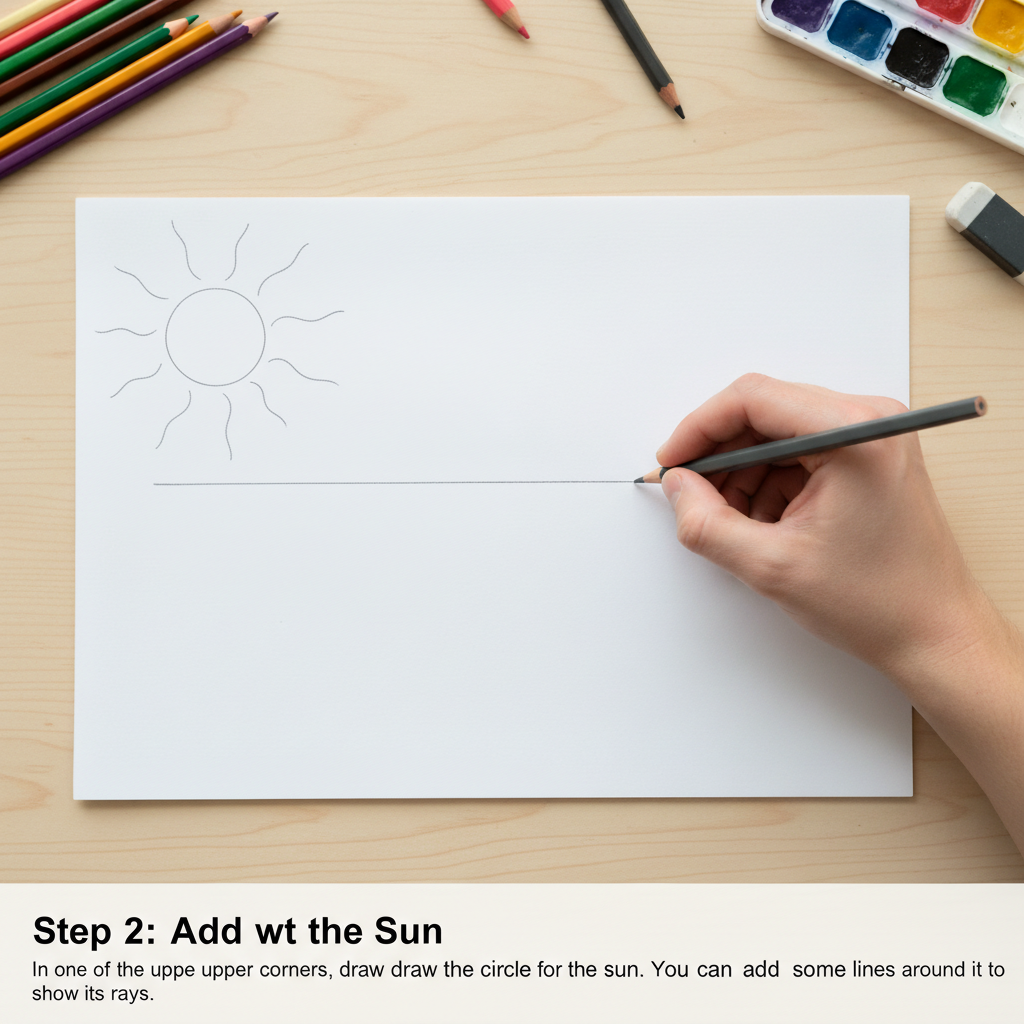 Step 2: Add wt the Sun
In one of the uppe upper corners, draw draw the circle for the sun. You can add some lines around it to
show its rays.